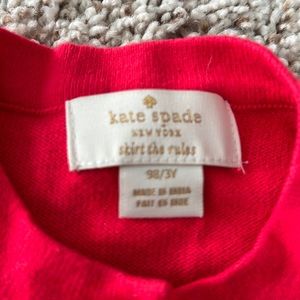 kate spade
NEW YORK
skirt the rules
98/3Y
MADE IN INDIA
FAIT EN INDE